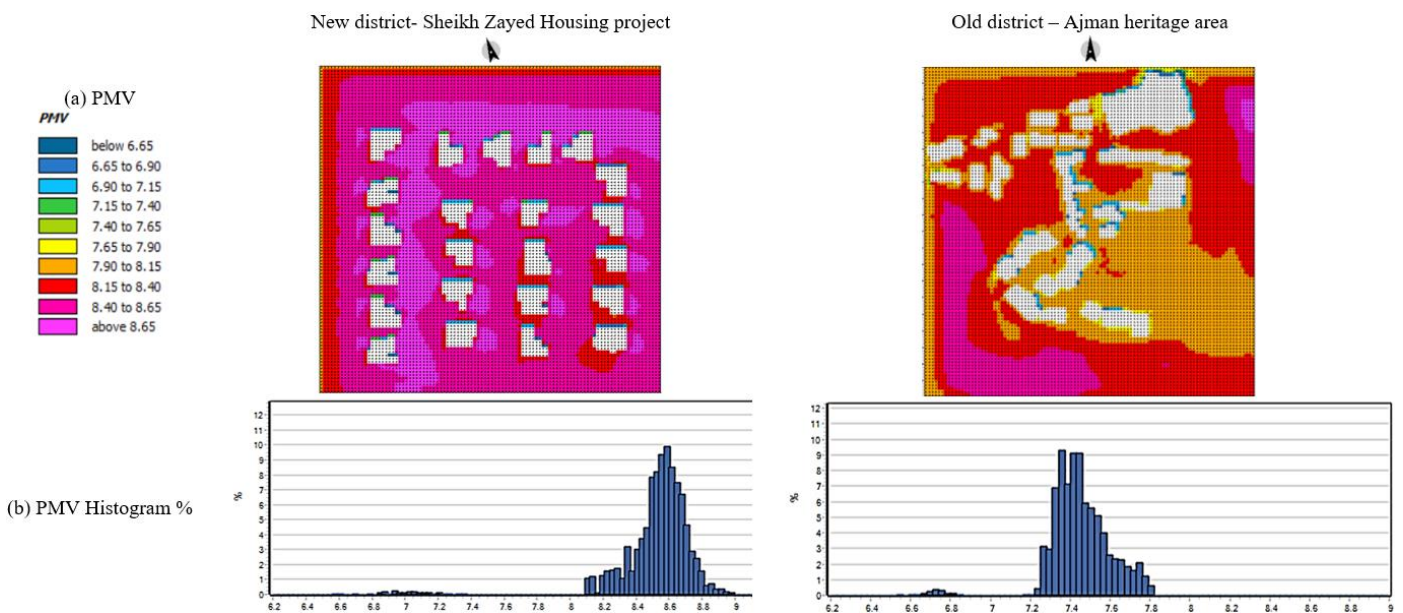 New district- Sheikh Zayed Housing project
Old district – Ajman heritage area
(a) PMV
PMV
below 6.65
6.65 to 6.90
6.90 to 7.15
7.15 to 7.40
7.40 to 7.65
7.65 to 7.90
7.90 to 8.15
8.15 to 8.40
8.40 to 8.65
above 8.65
(b) PMV Histogram %
%
12
11
10
9
8
7
6
5
4
3
2
1
0
6.2 6.4 6.6 6.8 7 7.2 7.4 7.6 7.8 8 8.2 8.4 8.6 8.8 9
%
12
11
10
9
8
7
6
5
4
3
2
1
0
6.2 6.4 6.6 6.8 7 7.2 7.4 7.6 7.8 8 8.2 8.4 8.6 8.8 9